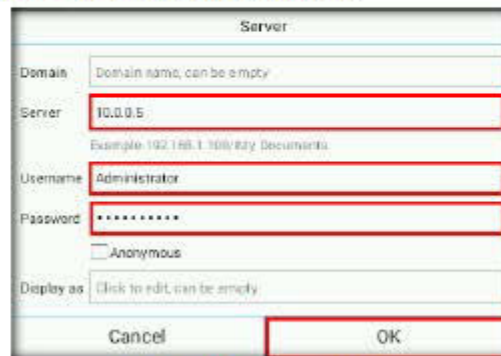 Server
Domain Domain name, can be empty
Server 10.0.0.5
Example 192.168.1.100/My Documents
Username Administrator
Password ••••••••••
Anonymous
Display as Click to edit, can be empty
Cancel OK